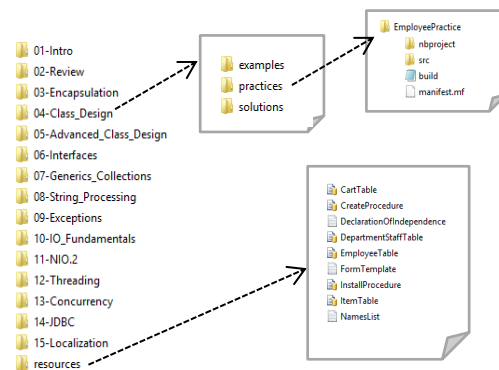 01-Intro
02-Review
03-Encapsulation
04-Class_Design
05-Advanced_Class_Design
06-Interfaces
07-Generics_Collections
08-String_Processing
09-Exceptions
10-IO_Fundamentals
11-NIO.2
12-Threading
13-Concurrency
14-JDBC
15-Localization
resources
examples
practices
solutions
EmployeePractice
nbproject
src
build
manifest.mf
CartTable
CreateProcedure
DeclarationOfIndependence
DepartmentStaffTable
EmployeeTable
FormTemplate
InstallProcedure
ItemTable
NamesList